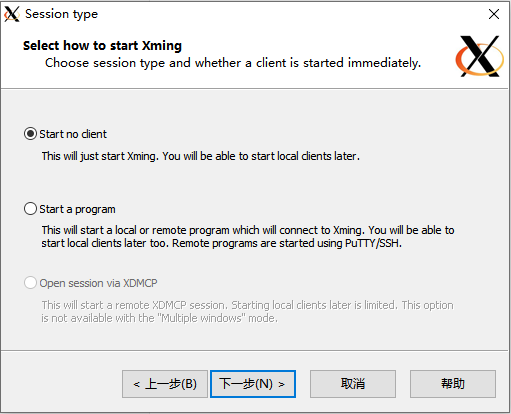 Session type
Select how to start Xming
Choose session type and whether a client is started immediately.
Start no client
This will just start Xming. You will be able to start local clients later.
Start a program
This will start a local or remote program which will connect to Xming. You will be able to
start local clients later too. Remote programs are started using PuTTY/SSH.
Open session via XDMCP
This will start a remote XDMCP session. Starting local clients later is limited. This option
is not available with the "Multiple windows" mode.
< 上一步(B) 下一步(N) > 取消 帮助